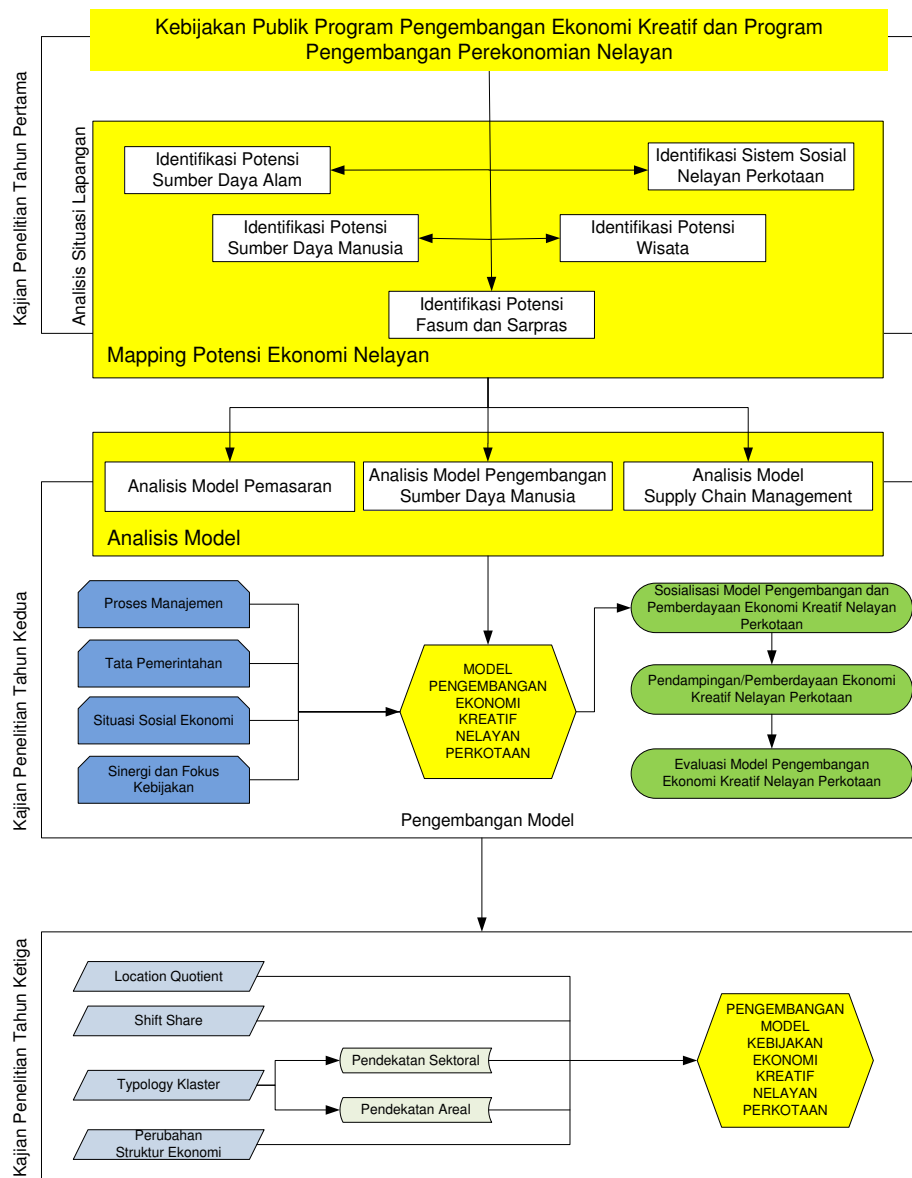 Kebijakan Publik Program Pengembangan Ekonomi Kreatif dan Program
Pengembangan Perekonomian Nelayan
Kajian Penelitian Tahun Pertama
Analisis Situasi Lapangan
Identifikasi Potensi
Sumber Daya Alam
Identifikasi Sistem Sosial
Nelayan Perkotaan
Identifikasi Potensi
Sumber Daya Manusia
Identifikasi Potensi
Wisata
Identifikasi Potensi
Fasum dan Sarpras
Mapping Potensi Ekonomi Nelayan
Kajian Penelitian Tahun Kedua
Analisis Model Pemasaran
Analisis Model Pengembangan
Sumber Daya Manusia
Analisis Model
Supply Chain Management
Analisis Model
Proses Manajemen
Tata Pemerintahan
Situasi Sosial Ekonomi
Sinergi dan Fokus
Kebijakan
MODEL
PENGEMBANGAN
EKONOMI
KREATIF
NELAYAN
PERKOTAAN
Sosialisasi Model Pengembangan dan
Pemberdayaan Ekonomi Kreatif Nelayan
Perkotaan
Pendampingan/Pemberdayaan Ekonomi
Kreatif Nelayan Perkotaan
Evaluasi Model Pengembangan
Ekonomi Kreatif Nelayan Perkotaan
Pengembangan Model
Kajian Penelitian Tahun Ketiga
Location Quotient
Shift Share
Typology Klaster
Perubahan
Struktur Ekonomi
Pendekatan Sektoral
Pendekatan Areal
PENGEMBANGAN
MODEL
KEBIJAKAN
EKONOMI
KREATIF
NELAYAN
PERKOTAAN